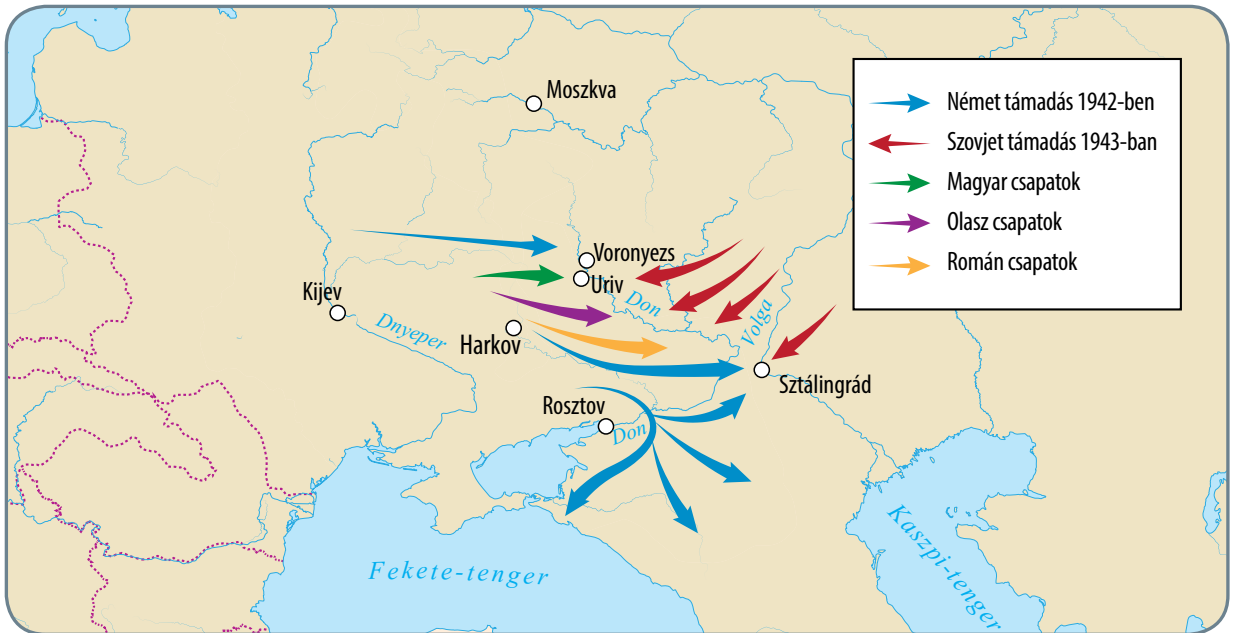 Moszkva
Német támadás 1942-ben
Szovjet támadás 1943-ban
Magyar csapatok
Olasz csapatok
Román csapatok
Voronyezs
Uriv
Kijev
Don
Volga
Dnyeper
Harkov
Sztálingrád
Rosztov
Don
Fekete-tenger
Kaszpi-tenger